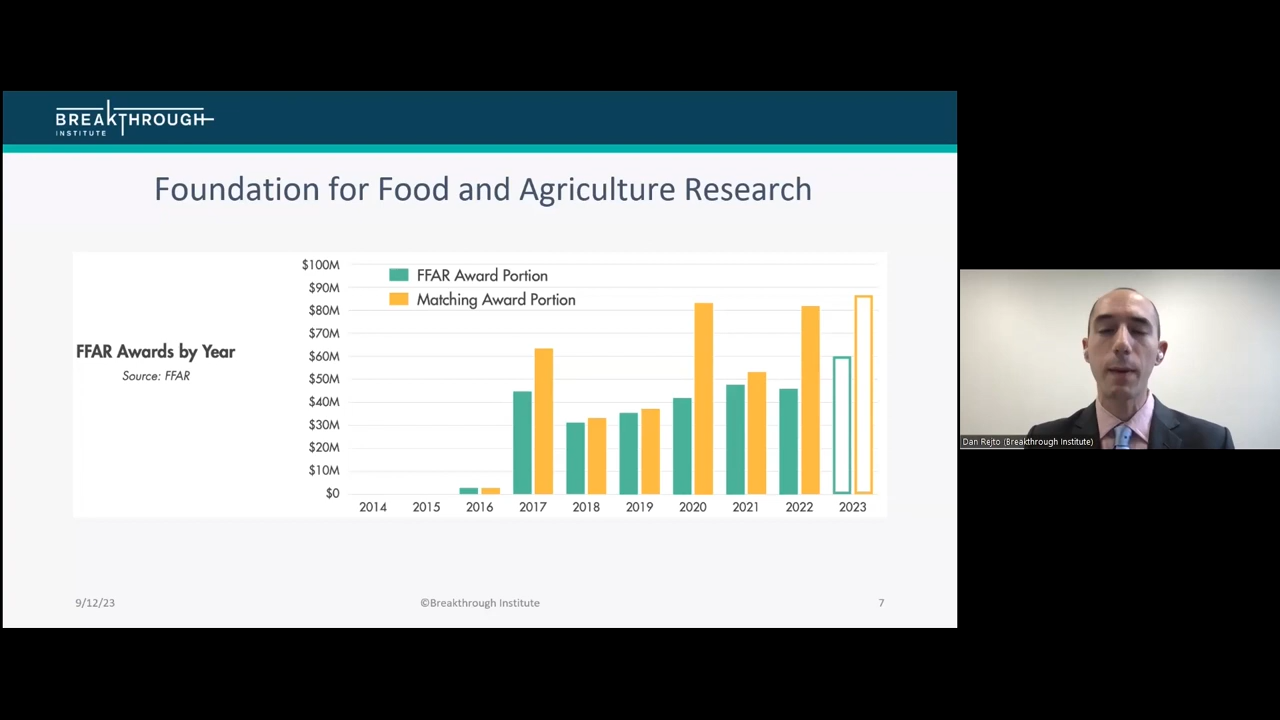 BREAKTHROUGH
INSTITUTE
Foundation for Food and Agriculture Research
FFAR Awards by Year
Source: FFAR
$100M
$90M
$80M
$70M
$60M
$50M
$40M
$30M
$20M
$10M
$0
FFAR Award Portion
Matching Award Portion
2014 2015 2016 2017 2018 2019 2020 2021 2022 2023
9/12/23 ©Breakthrough Institute 7
Dan Rejto (Breakthrough Institute)